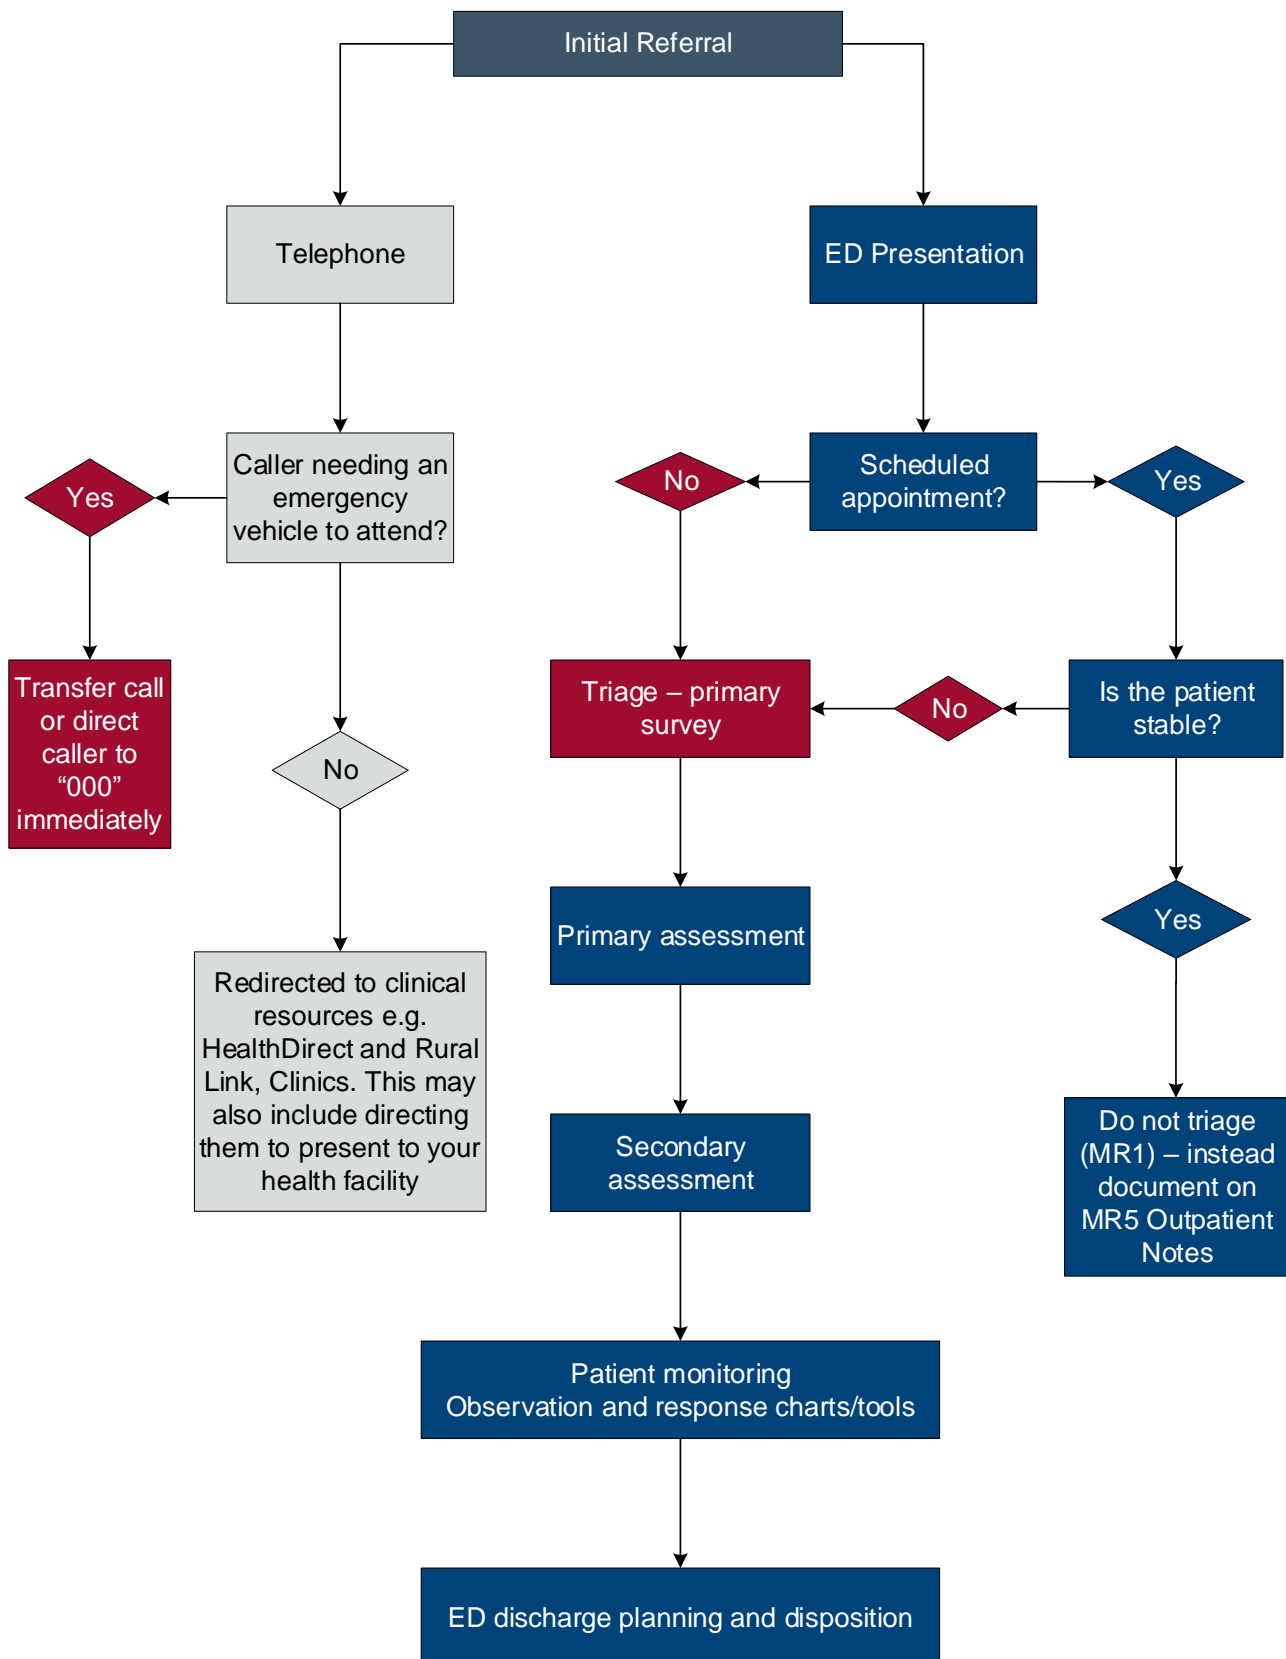 Initial Referral
Telephone
ED Presentation
Caller needing an
emergency
vehicle to attend?
Yes
No
Scheduled
appointment?
Yes
Transfer call
or direct
caller to
“000”
immediately
No
Triage – primary
survey
No
Is the patient
stable?
Yes
Primary assessment
Redirected to clinical
resources e.g.
HealthDirect and Rural
Link, Clinics. This may
also include directing
them to present to your
health facility
Secondary
assessment
Do not triage
(MR1) – instead
document on
MR5 Outpatient
Notes
Patient monitoring
Observation and response charts/tools
ED discharge planning and disposition